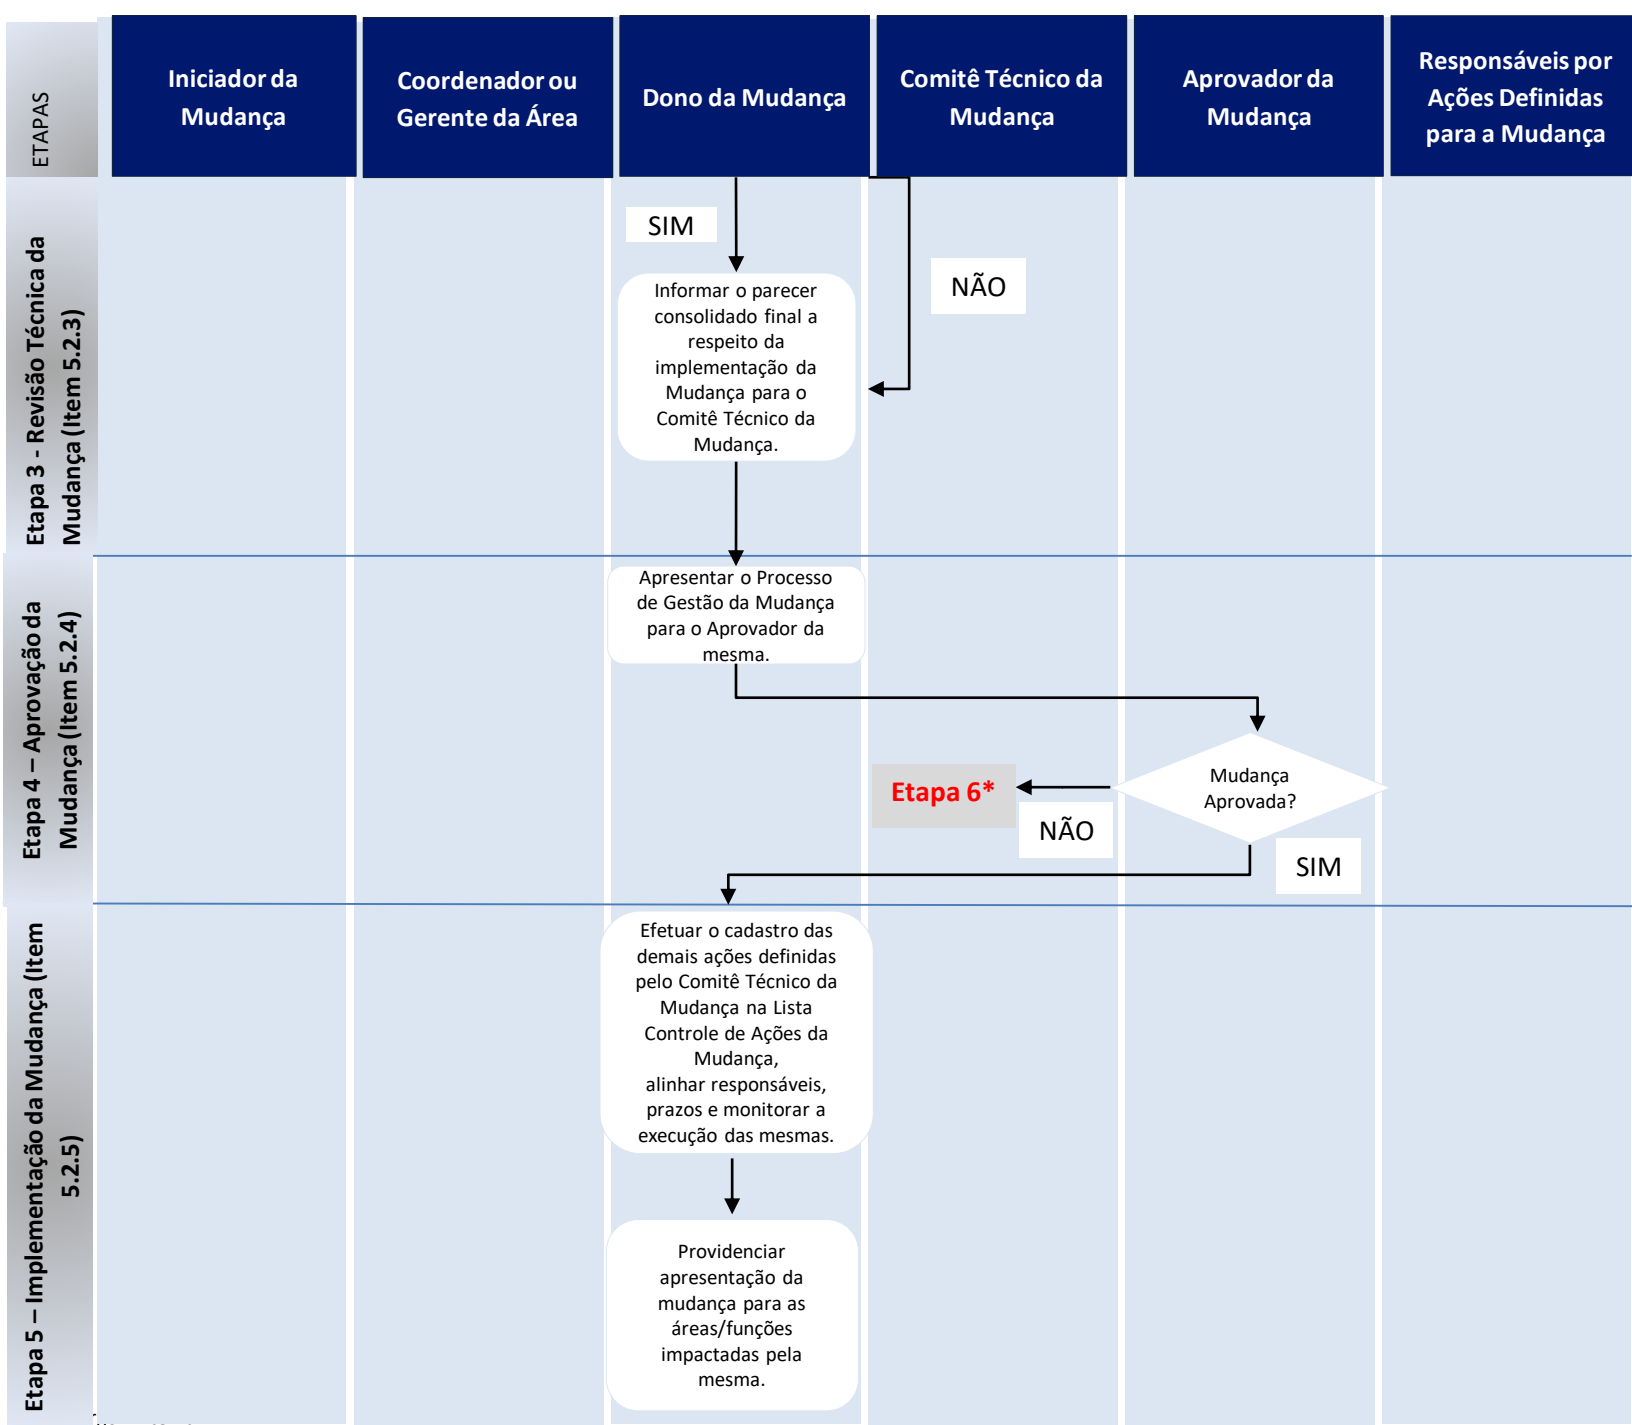 ETAPAS
Iniciador da
Mudança
Coordenador ou
Gerente da Área
Dono da Mudança
Comitê Técnico da
Mudança
Aprovador da
Mudança
Responsáveis por
Ações Definidas
para a Mudança
Etapa 3 - Revisão Técnica da
Mudança (Item 5.2.3)
SIM
NÃO
Informar o parecer
consolidado final a
respeito da
implementação da
Mudança para o
Comitê Técnico da
Mudança.
Etapa 4 – Aprovação da
Mudança (Item 5.2.4)
Apresentar o Processo
de Gestão da Mudança
para o Aprovador da
mesma.
Mudança
Aprovada?
Etapa 6*
NÃO
SIM
Etapa 5 – Implementação da Mudança (Item
5.2.5)
Efetuar o cadastro das
demais ações definidas
pelo Comitê Técnico da
Mudança na Lista
Controle de Ações da
Mudança,
alinhar responsáveis,
prazos e monitorar a
execução das mesmas.
Providenciar
apresentação da
mudança para as
áreas/funções
impactadas pela
mesma.